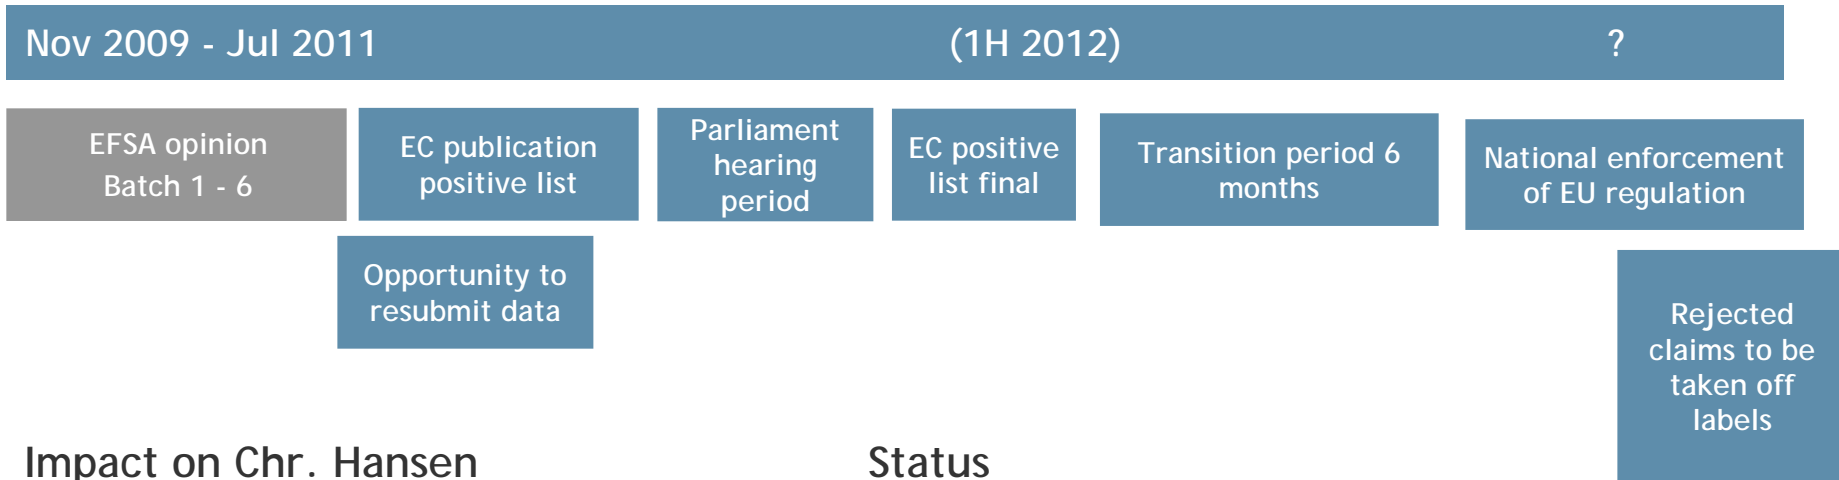 Nov 2009 - Jul 2011 (1H 2012) ?
EFSA opinion
Batch 1 - 6
EC publication
positive list
Parliament
hearing
period
EC positive
list final
Transition period 6
months
National enforcement
of EU regulation
Opportunity to
resubmit data
Rejected
claims to be
taken off
labels
Impact on Chr. Hansen
Status